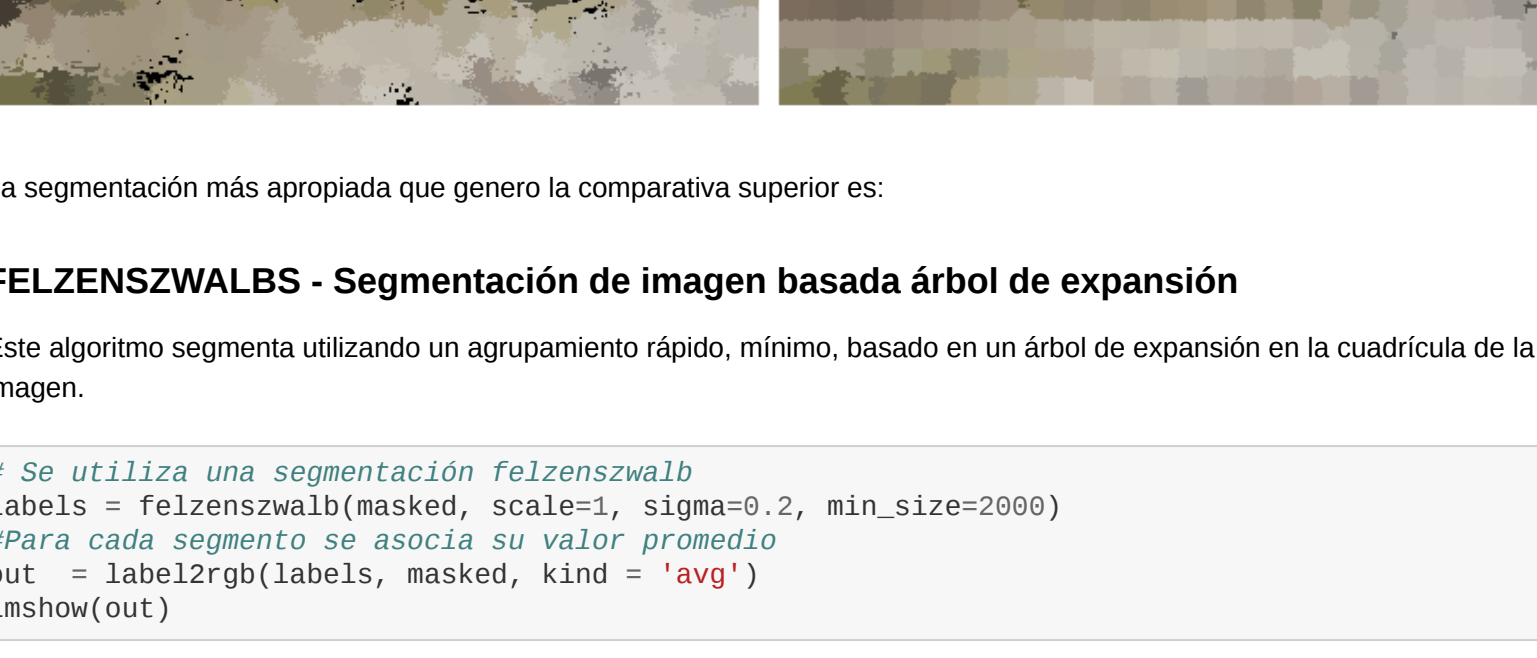 a segmentación más apropiada que genero la comparativa superior es:
FELZENSZWALBS - Segmentación de imagen basada árbol de expansión
Este algoritmo segmenta utilizando un agrupamiento rápido, mínimo, basado en un árbol de expansión en la cuadrícula de la
magen.
# Se utiliza una segmentación felzenszwalb
labels = felzenszwalb(masked, scale=1, sigma=0.2, min_size=2000)
#Para cada segmento se asocia su valor promedio
out  = label2rgb(labels, masked, kind = 'avg')
imshow(out)